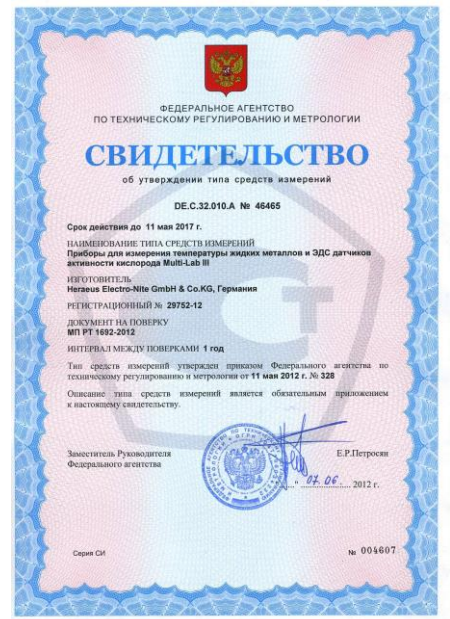 ФЕДЕРАЛЬНОЕ АГЕНТСТВО
ПО ТЕХНИЧЕСКОМУ РЕГУЛИРОВАНИЮ И МЕТРОЛОГИИ
СВИДЕТЕЛЬСТВО
об утверждении типа средств измерений
DE.C.32.010.A № 46465
Срок действия до 11 мая 2017 г.
НАИМЕНОВАНИЕ ТИПА СРЕДСТВ ИЗМЕРЕНИЙ
Приборы для измерения температуры жидких металлов и ЭДС датчиков
активности кислорода Multi-Lab III
ИЗГОТОВИТЕЛЬ
Heraeus Electro-Nite GmbH & Co.KG, Германия
РЕГИСТРАЦИОННЫЙ № 29752-12
ДОКУМЕНТ НА ПОВЕРКУ
МП РТ 1692-2012
ИНТЕРВАЛ МЕЖДУ ПОВЕРКАМИ 1 год
Тип средств измерений утвержден приказом Федерального агентства по
техническому регулированию и метрологии от 11 мая 2012 г. № 328
Описание типа средств измерений является обязательным приложением
к настоящему свидетельству.
Заместитель Руководителя
Федерального агентства
Е.Р.Петросян
" 07.06. 2012 г.
Серия СИ
№ 004607